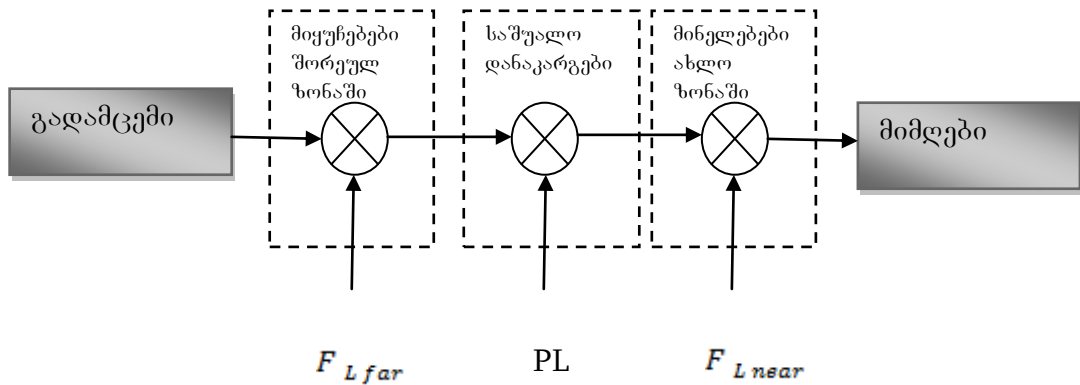 მიყუჩებები
შორეულ
ზონაში
საშუალო
დანაკარგები
მინელებები
ახლო
ზონაში
გადამცემი
მიმღები
F L far
PL
F L near